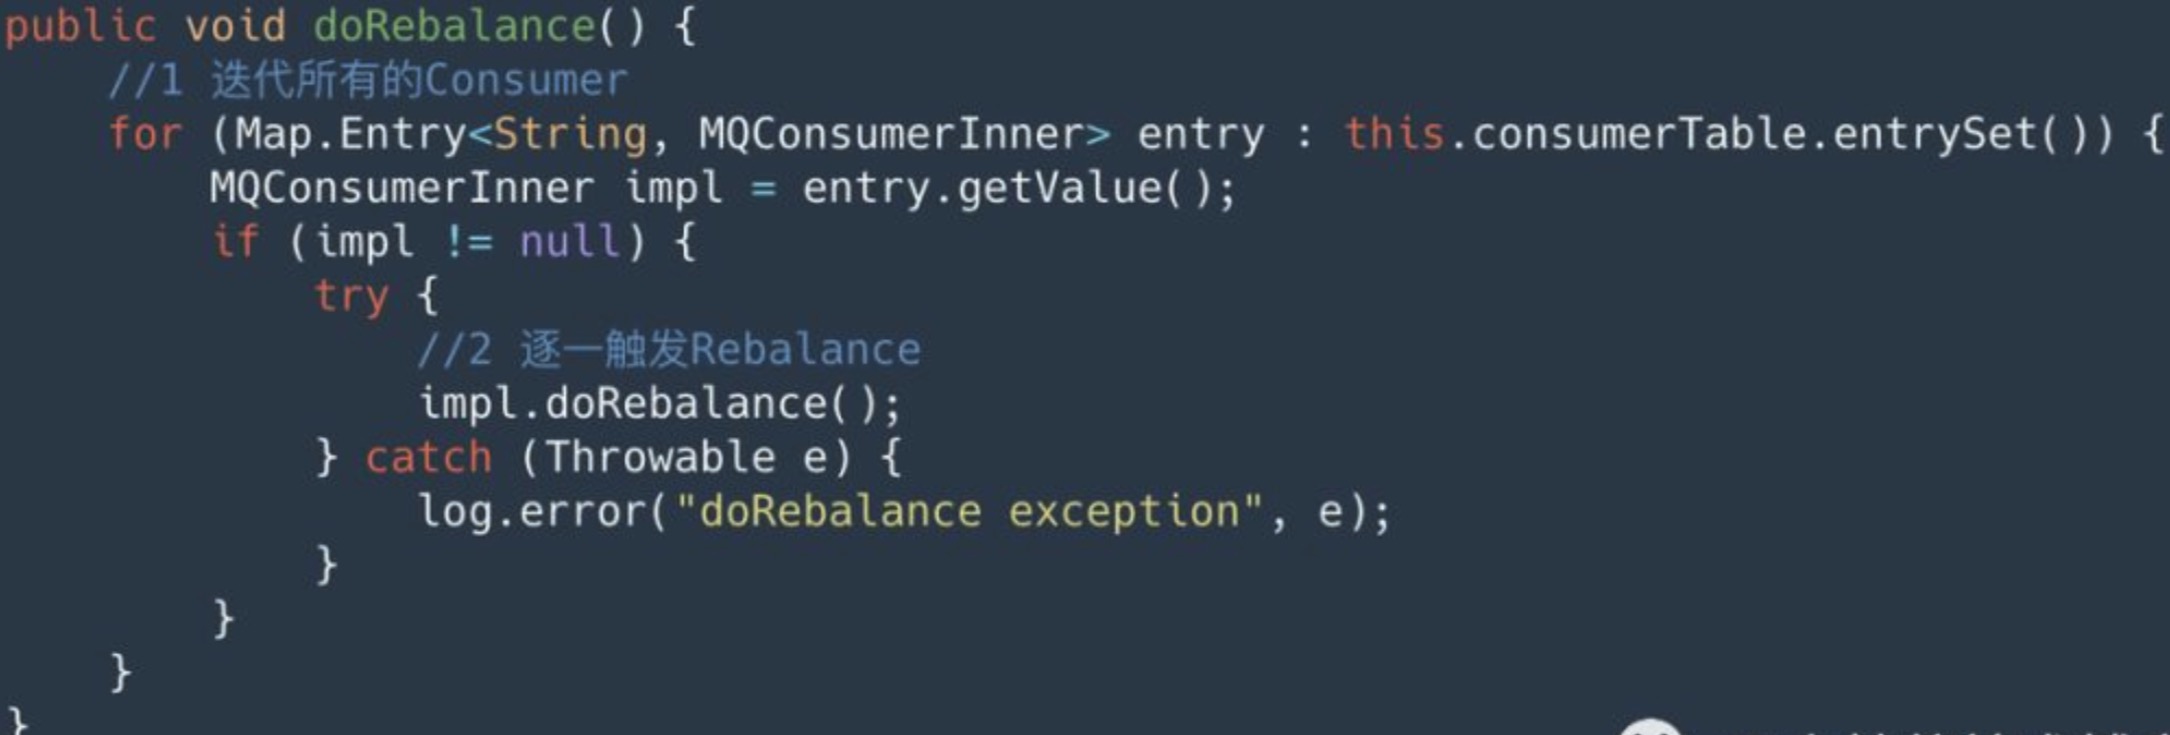 public void doRebalance() {
    //1 迭代所有的Consumer
    for (Map.Entry<String, MQConsumerInner> entry : this.consumerTable.entrySet()) {
        MQConsumerInner impl = entry.getValue();
        if (impl != null) {
            try {
                //2 逐一触发Rebalance
                impl.doRebalance();
            } catch (Throwable e) {
                log.error("doRebalance exception", e);
            }
        }
    }
}